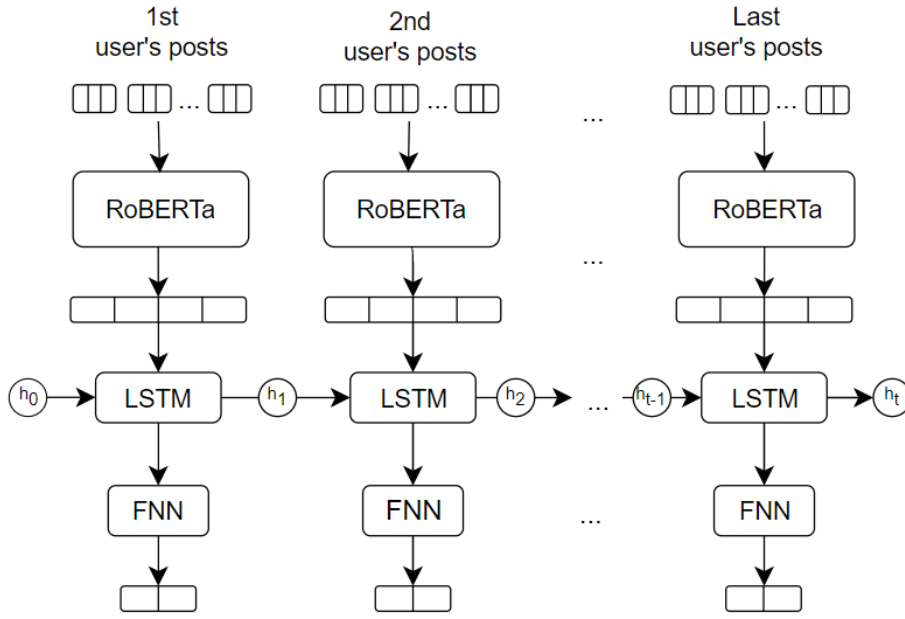 1st
user's posts
2nd
user's posts
Last
user's posts
... ... ... ...
RoBERTa RoBERTa RoBERTa
...
h0 LSTM h1 LSTM h2 ... ht-1 LSTM ht
FNN FNN ... FNN